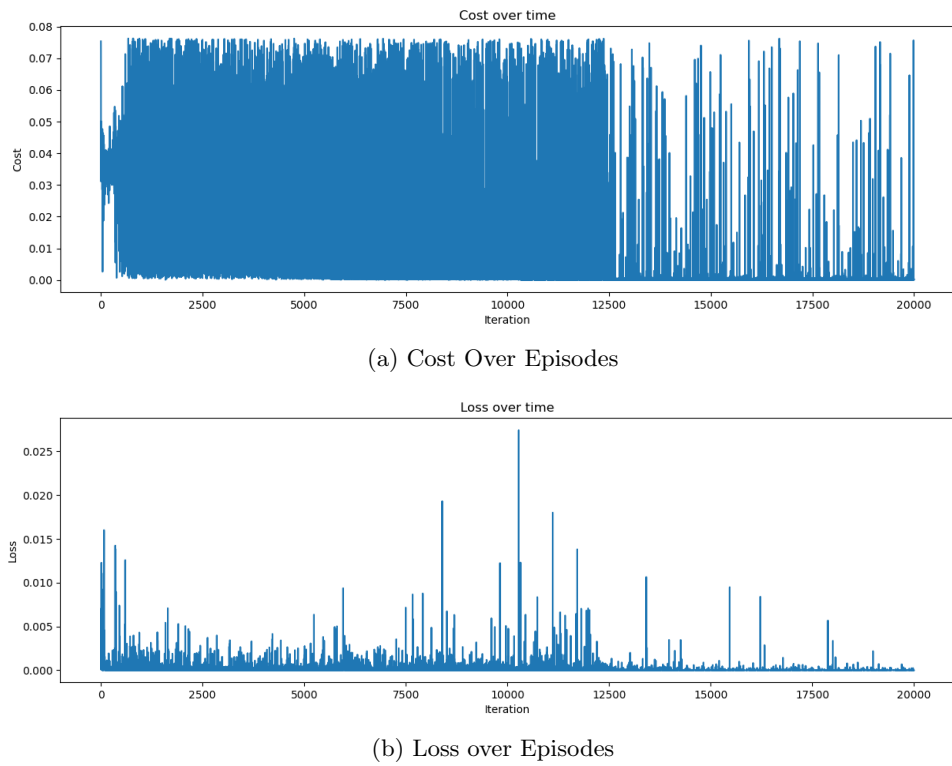 Cost over time
0.08
0.07
0.06
0.05
Cost
0.04
0.03
0.02
0.01
0.00
0 2500 5000 7500 10000 12500 15000 17500 20000
Iteration
(a) Cost Over Episodes
Loss over time
0.025
0.020
0.015
Loss
0.010
0.005
0.000
0 2500 5000 7500 10000 12500 15000 17500 20000
Iteration
(b) Loss over Episodes